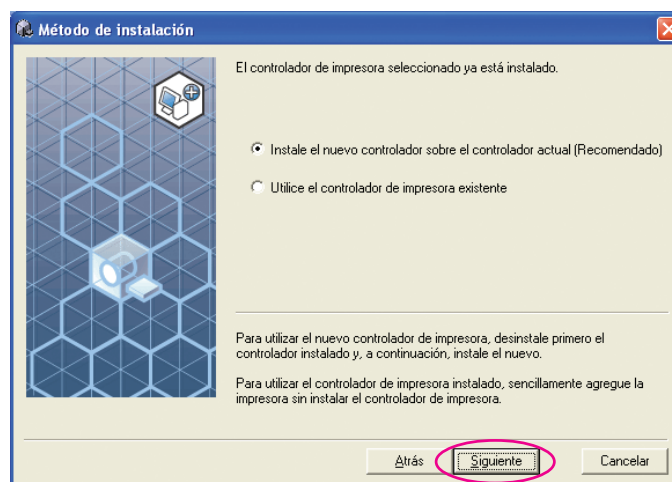 Método de instalación
El controlador de impresora seleccionado ya está instalado.
Instale el nuevo controlador sobre el controlador actual (Recomendado)
Utilice el controlador de impresora existente
Para utilizar el nuevo controlador de impresora, desinstale primero el
controlador instalado y, a continuación, instale el nuevo.
Para utilizar el controlador de impresora instalado, sencillamente agregue la
impresora sin instalar el controlador de impresora.
Atrás
Siguiente
Cancelar